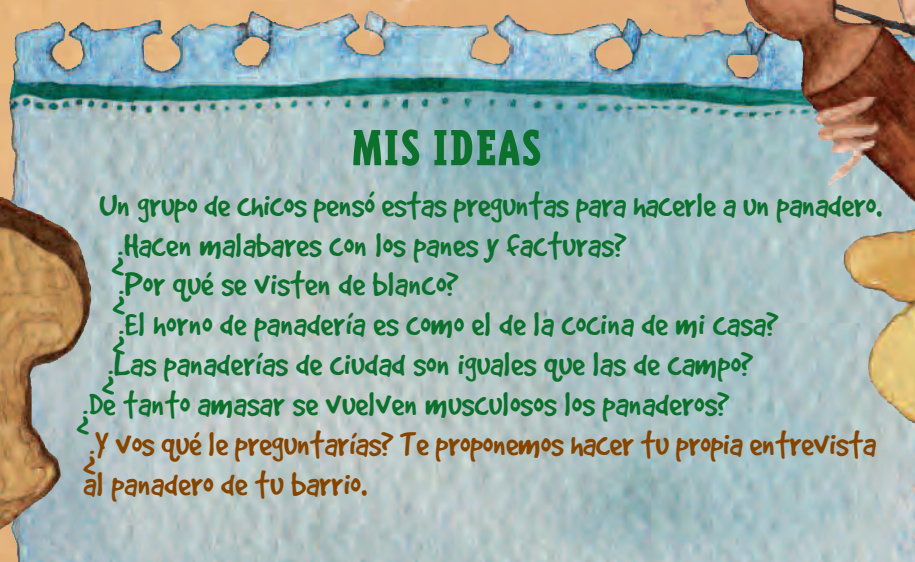 MIS IDEAS
Un grupo de chicos pensó estas preguntas para hacerle a un panadero.
¿Hacen malabares con los panes y facturas?
¿Por qué se visten de blanco?
¿El horno de panadería es como el de la cocina de mi casa?
¿Las panaderías de ciudad son iguales que las de campo?
¿De tanto amasar se vuelven musculosos los panaderos?
¿Y vos qué le preguntarías? Te proponemos hacer tu propia entrevista
al panadero de tu barrio.